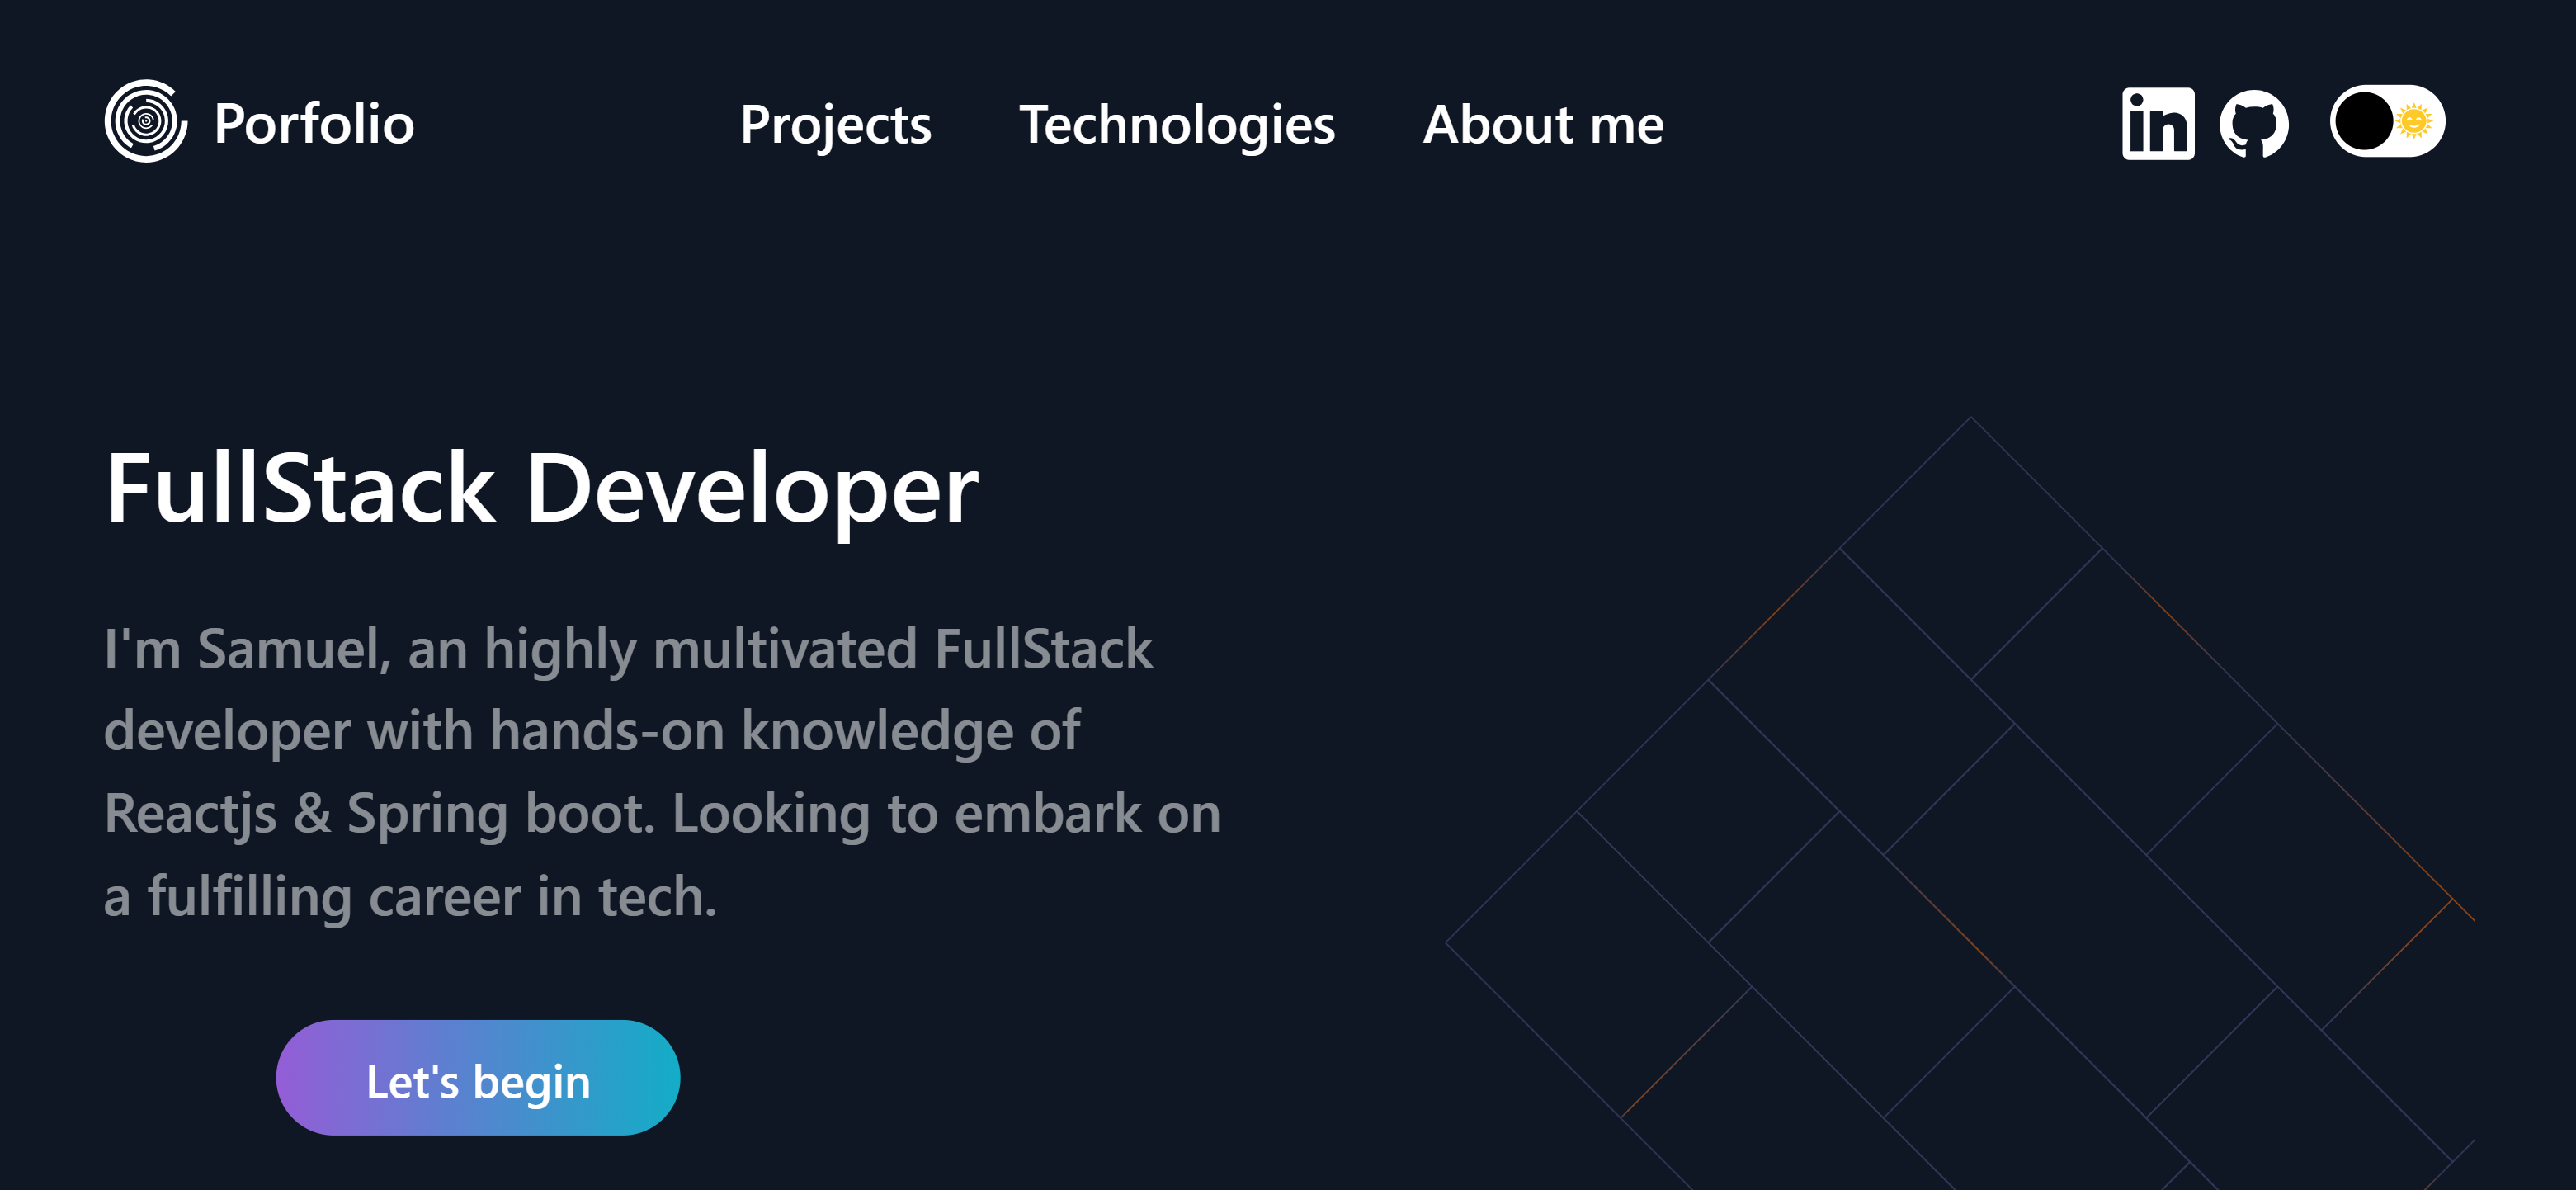 Porfolio
Projects
Technologies
About me
in
FullStack Developer
I'm Samuel, an highly multivated FullStack
developer with hands-on knowledge of
Reactjs & Spring boot. Looking to embark on
a fulfilling career in tech.
Let's begin